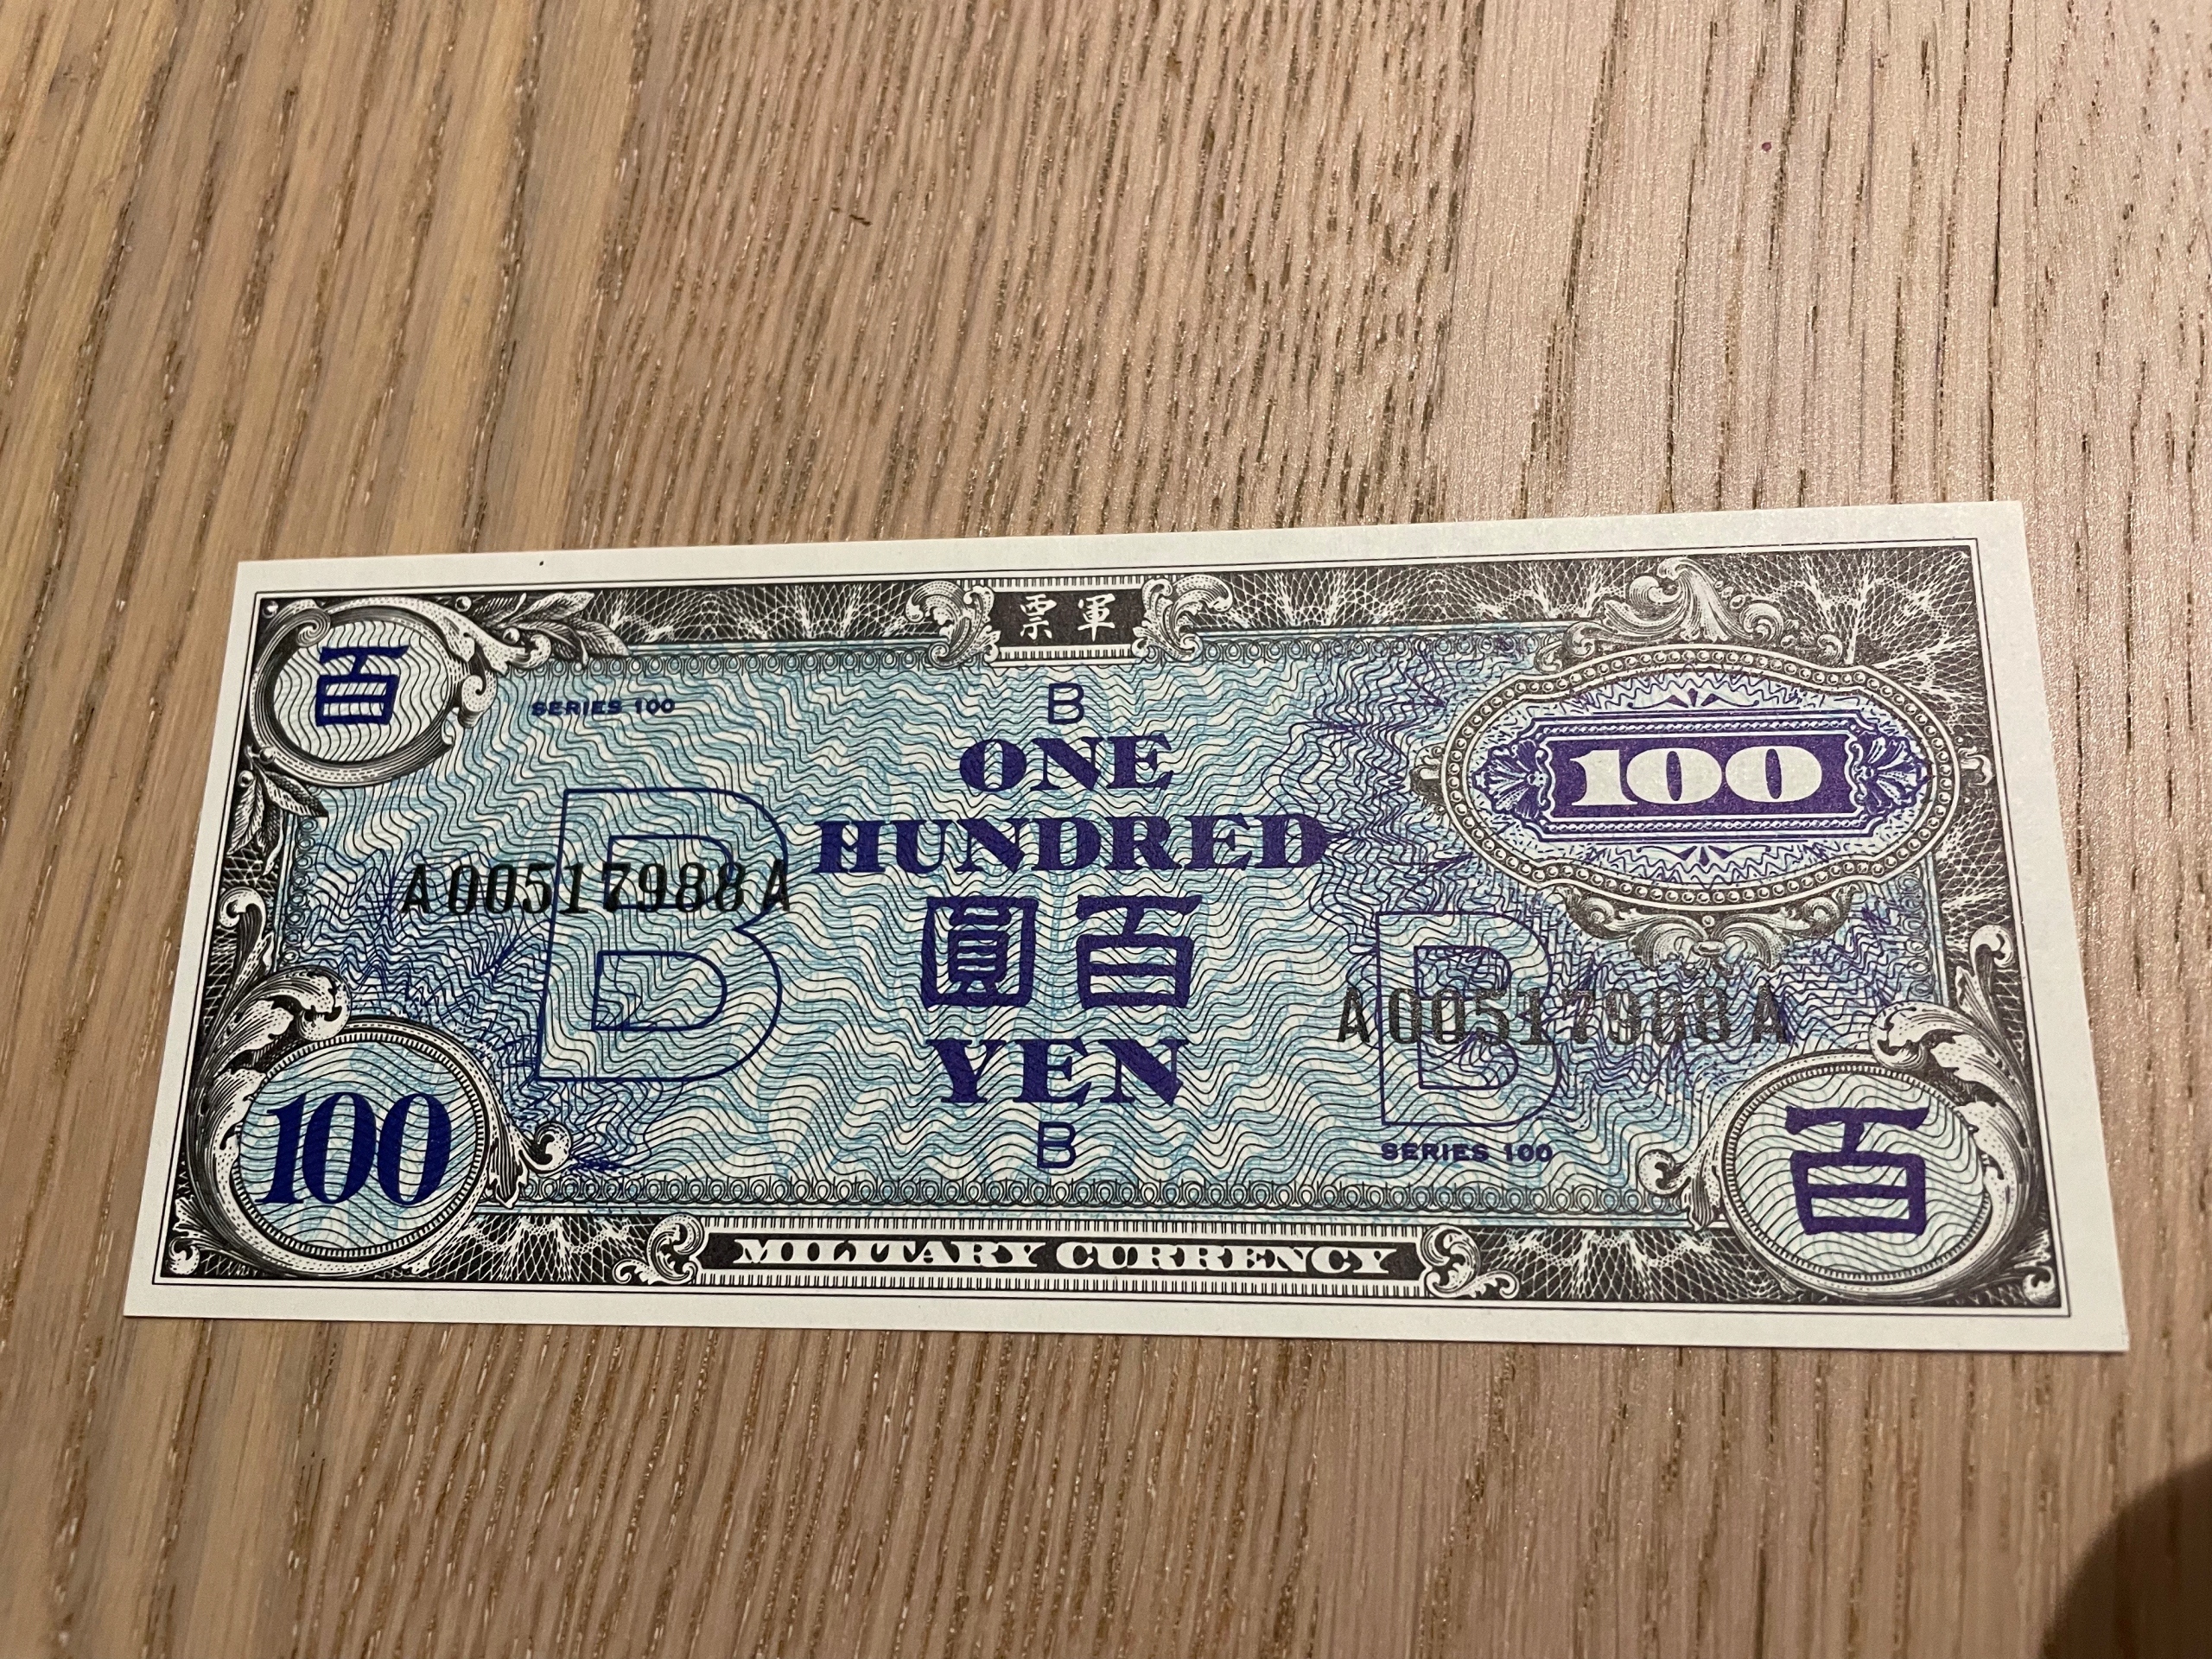 票軍
百
SERIES 100
B
ONE
100
HUNDRED
B
A00517988A
圓百
B
A00517988A
YEN
100
B
SERIES 100
百
MILITARY CURRENCY